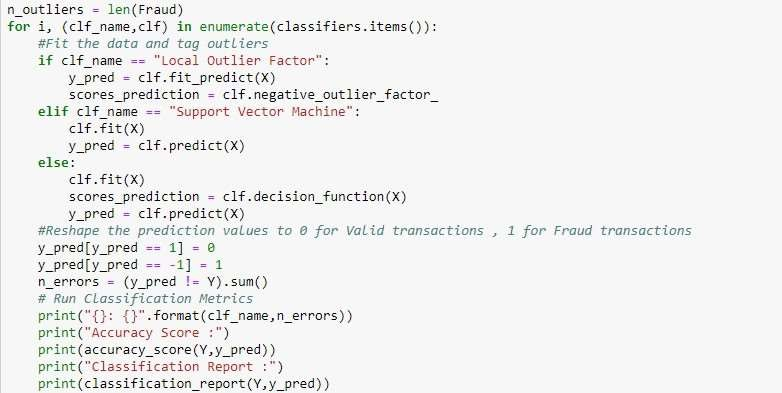 n_outliers = len(Fraud)
for i, (clf_name,clf) in enumerate(classifiers.items()):
    #Fit the data and tag outliers
    if clf_name == "Local Outlier Factor":
        y_pred = clf.fit_predict(X)
        scores_prediction = clf.negative_outlier_factor_
    elif clf_name == "Support Vector Machine":
        clf.fit(X)
        y_pred = clf.predict(X)
    else:
        clf.fit(X)
        scores_prediction = clf.decision_function(X)
        y_pred = clf.predict(X)
    #Reshape the prediction values to 0 for Valid transactions , 1 for Fraud transactions
    y_pred[y_pred == 1] = 0
    y_pred[y_pred == -1] = 1
    n_errors = (y_pred != Y).sum()
    # Run Classification Metrics
    print("{}: {}".format(clf_name,n_errors))
    print("Accuracy Score :")
    print(accuracy_score(Y,y_pred))
    print("Classification Report :")
    print(classification_report(Y,y_pred))